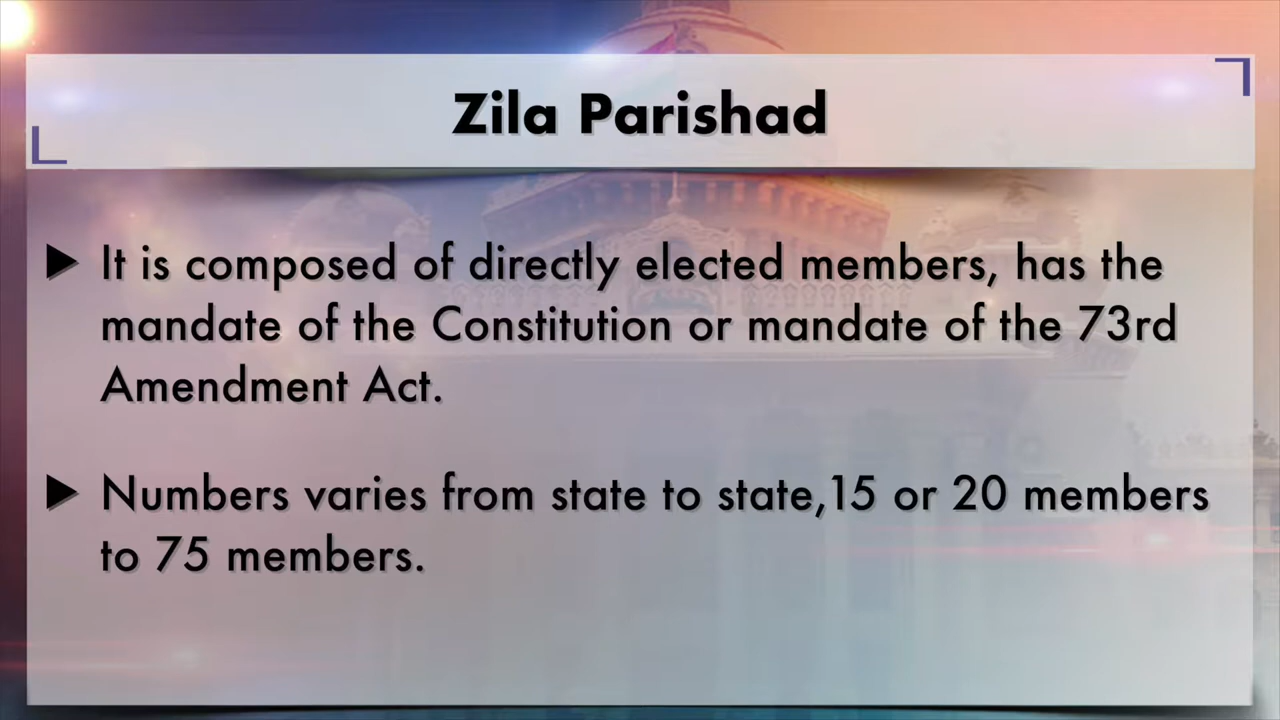 Zila Parishad
▶ It is composed of directly elected members, has the
mandate of the Constitution or mandate of the 73rd
Amendment Act.
▶ Numbers varies from state to state,15 or 20 members
to 75 members.